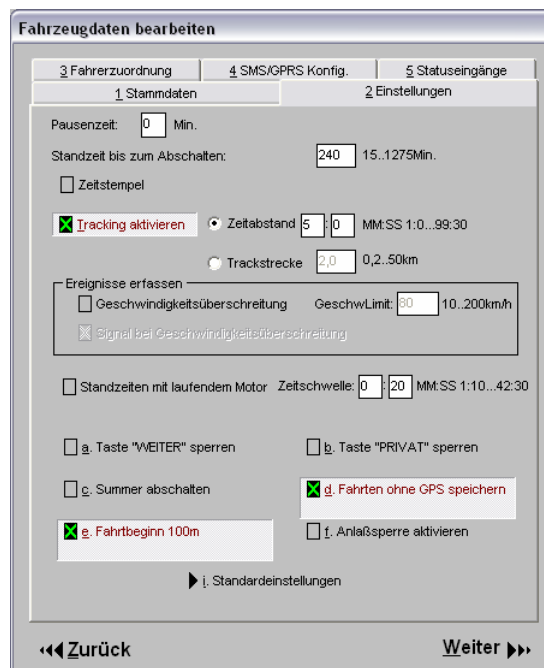 Fahrzeugdaten bearbeiten
3 Fahrerzuordnung 4 SMS/GPRS Konfig. 5 Statuseingänge
1 Stammdaten 2 Einstellungen
Pausenzeit: 0 Min.
Standzeit bis zum Abschalten: 240 15..1275Min.
Zeitstempel
Tracking aktivieren Zeitabstand 5 : 0 MM:SS 1:0...99:30
Trackstrecke 2,0 0,2..50km
Ereignisse erfassen
Geschwindigkeitsüberschreitung GeschwLimit: 80 10..200km/h
Signal bei Geschwindigkeitsüberschreitung
Standzeiten mit laufendem Motor Zeitschwelle: 0 : 20 MM:SS 1:10...42:30
a. Taste "WEITER" sperren b. Taste "PRIVAT" sperren
c. Summer abschalten d. Fahrten ohne GPS speichern
e. Fahrtbeginn 100m f. Anlaßsperre aktivieren
i. Standardeinstellungen
Zurück Weiter